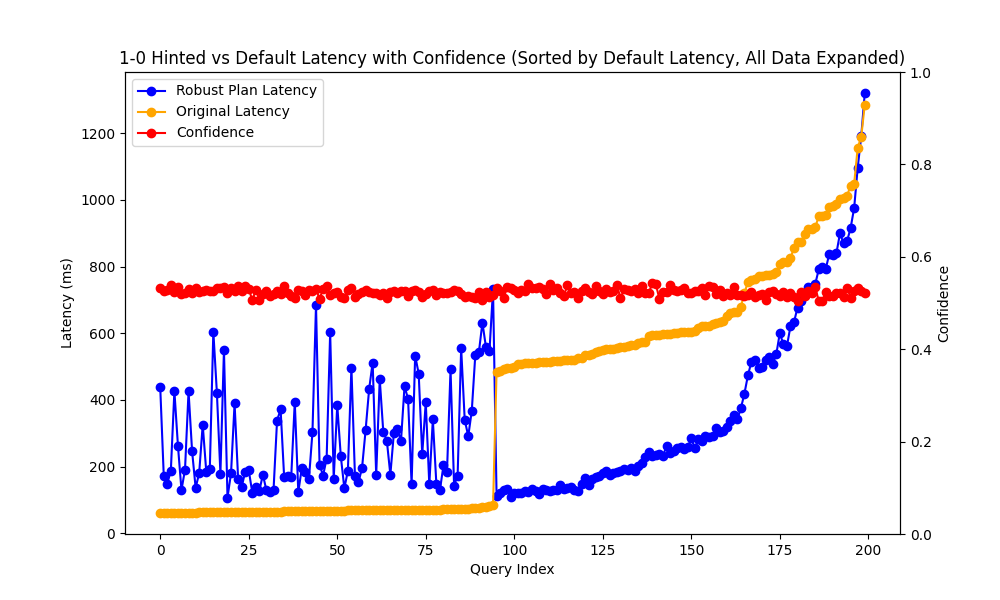 1-0 Hinted vs Default Latency with Confidence (Sorted by Default Latency, All Data Expanded)
Robust Plan Latency
Original Latency
Confidence
Latency (ms)
1200
1000
800
600
400
200
0
1.0
0.8
0.6
0.4
0.2
0.0
Confidence
0 25 50 75 100 125 150 175 200
Query Index